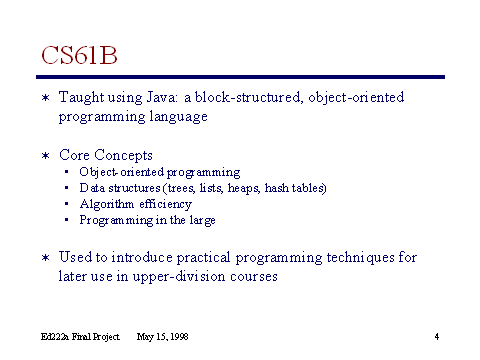 CS61B
* Taught using Java: a block-structured, object-oriented
programming language
* Core Concepts
• Object-oriented programming
• Data structures (trees, lists, heaps, hash tables)
• Algorithm efficiency
• Programming in the large
* Used to introduce practical programming techniques for
later use in upper-division courses
Ed222a Final Project May 15, 1998 4